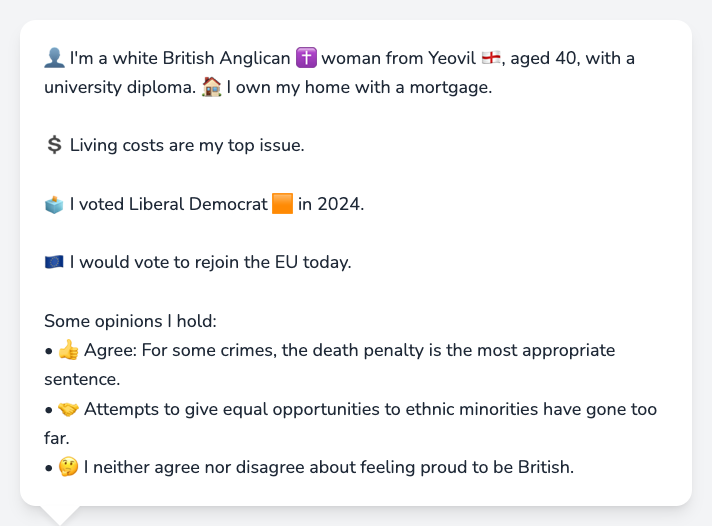 👤 I'm a white British Anglican ✝️ woman from Yeovil 🏴󠁧󠁢󠁥󠁮󠁧󠁿, aged 40, with a
university diploma. 🏠 I own my home with a mortgage.
💲 Living costs are my top issue.
🗳️ I voted Liberal Democrat 🟧 in 2024.
🇪🇺 I would vote to rejoin the EU today.
Some opinions I hold:
• 👍 Agree: For some crimes, the death penalty is the most appropriate
sentence.
• 🤝 Attempts to give equal opportunities to ethnic minorities have gone too
far.
• 🤔 I neither agree nor disagree about feeling proud to be British.